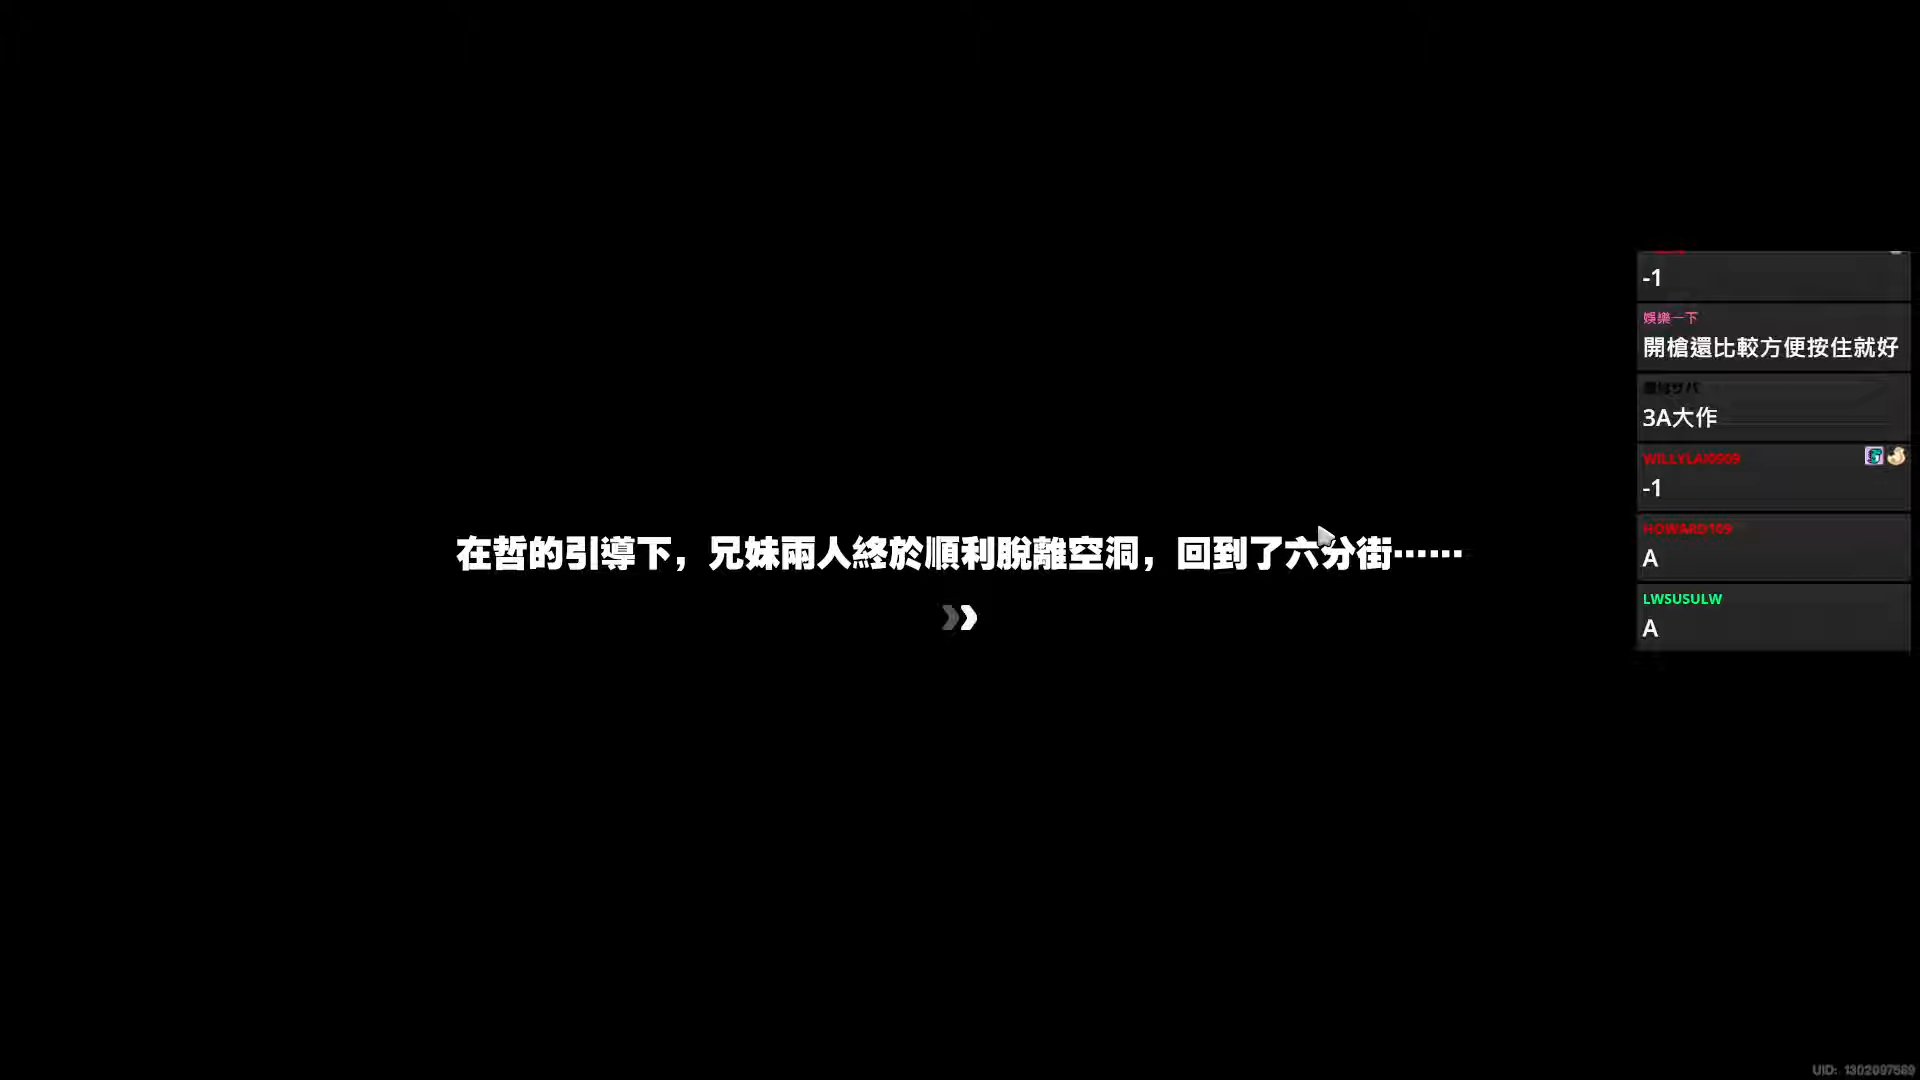 -1
娛樂一下
開槍還比較方便按住就好
3A大作
WILLYLAI0909
-1
HOWARD109
A
LWSUSULW
A
在哲的引導下，兄妹兩人終於順利脫離空洞，回到了六分街……
UID: 1302097569